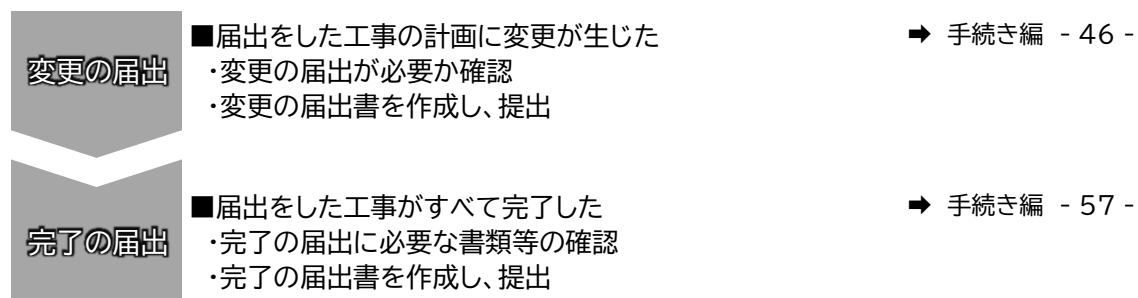 変更の届出
■届出をした工事の計画に変更が生じた ➡ 手続き編 - 46 -
・変更の届出が必要か確認
・変更の届出書を作成し、提出
完了の届出
■届出をした工事がすべて完了した ➡ 手続き編 - 57 -
・完了の届出に必要な書類等の確認
・完了の届出書を作成し、提出